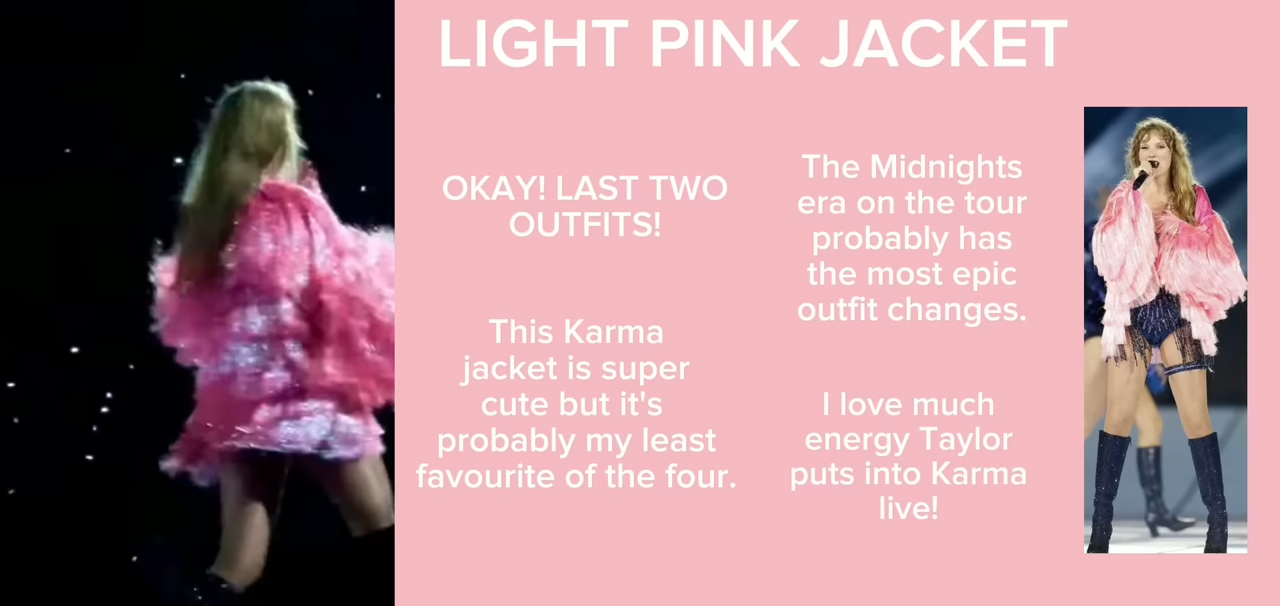 LIGHT PINK JACKET
OKAY! LAST TWO
OUTFITS!
This Karma
jacket is super
cute but it's
probably my least
favourite of the four.
The Midnights
era on the tour
probably has
the most epic
outfit changes.
I love much
energy Taylor
puts into Karma
live!